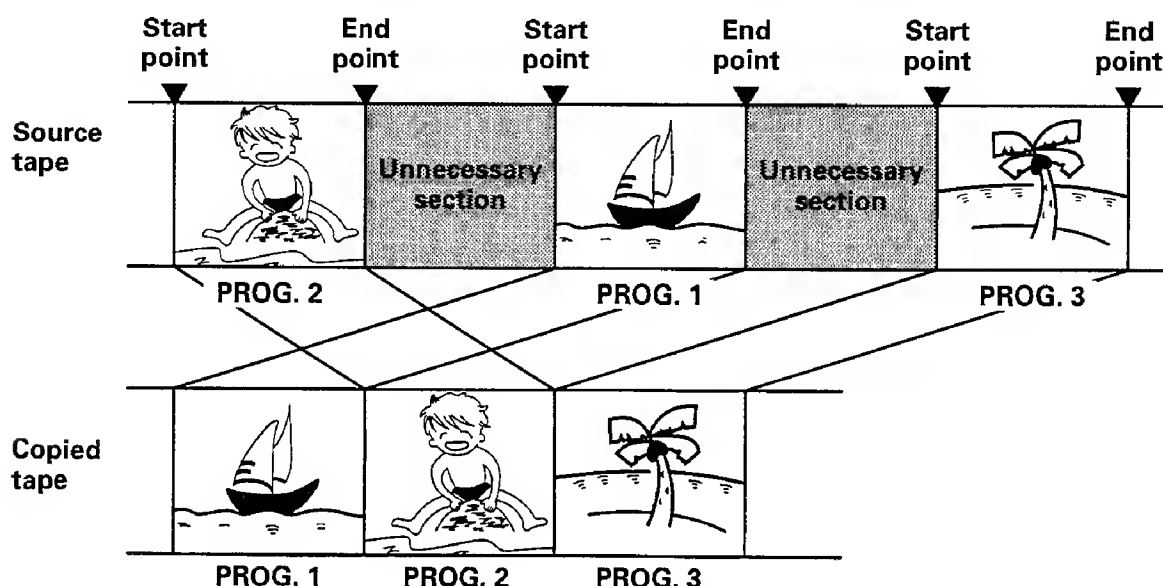 Start point
End point
Start point
End point
Start point
End point
Source tape
Unnecessary section
Unnecessary section
PROG. 2
PROG. 1
PROG. 3
Copied tape
PROG. 1
PROG. 2
PROG. 3